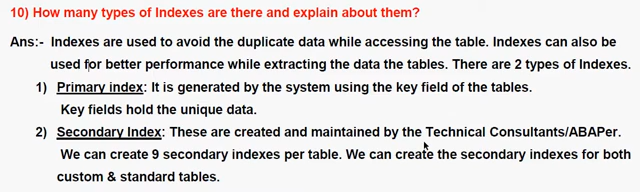 10) How many types of Indexes are there and explain about them?
Ans:- Indexes are used to avoid the duplicate data while accessing the table. Indexes can also be
used for better performance while extracting the data the tables. There are 2 types of Indexes.
1) Primary index: It is generated by the system using the key field of the tables.
Key fields hold the unique data.
2) Secondary Index: These are created and maintained by the Technical Consultants/ABAPer.
We can create 9 secondary indexes per table. We can create the secondary indexes for both
custom & standard tables.